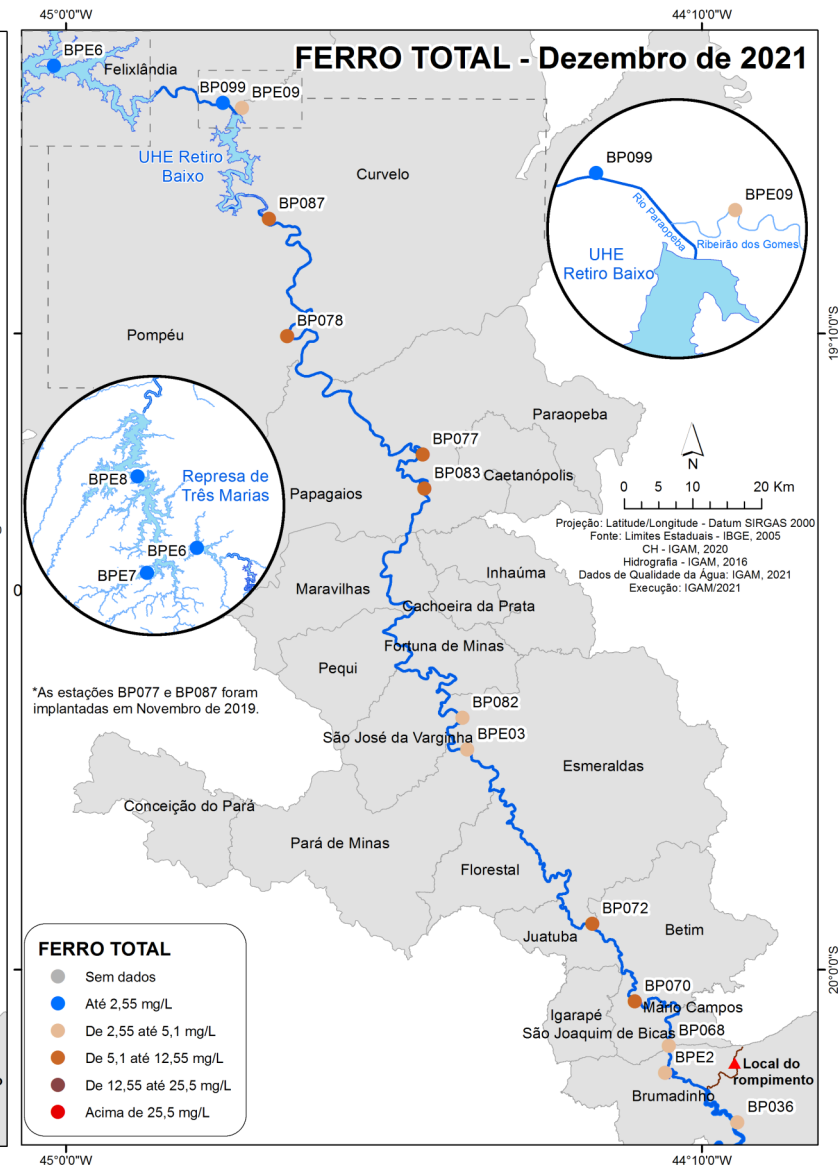 45°0'0"W
44°10'0"W
FERRO TOTAL - Dezembro de 2021
BPE6
Felixlândia
BP099
BPE09
UHE Retiro
Baixo
Curvelo
BP087
BP099
BPE09
Rio Paraopeba
Ribeirão dos Gomes
UHE
Retiro Baixo
BP078
Pompéu
19°10'0"S
Paraopeba
BP077
Caetanópolis
BP083
Papagaios
BPE8
Represa de
Três Marias
BPE6
BPE7
N
0 5 10 20 Km
Projeção: Latitude/Longitude - Datum SIRGAS 2000
Fonte: Limites Estaduais - IBGE, 2005
CH - IGAM, 2020
Hidrografia - IGAM, 2016
Dados de Qualidade da Água: IGAM, 2021
Execução: IGAM/2021
Inhaúma
Maravilhas
Cachoeira da Prata
Fortuna de Minas
Pequi
*As estações BP077 e BP087 foram
implantadas em Novembro de 2019.
BP082
São José da Varginha
BPE03
Esmeraldas
Conceição do Pará
Pará de Minas
Florestal
BP072
Juatuba
Betim
BP070
Mário Campos
Igarapé
São Joaquim de Bicas
BP068
BPE2
Local do
rompimento
Brumadinho
BP036
20°0'0"S
FERRO TOTAL
Sem dados
Até 2,55 mg/L
De 2,55 até 5,1 mg/L
De 5,1 até 12,55 mg/L
De 12,55 até 25,5 mg/L
Acima de 25,5 mg/L
45°0'0"W
44°10'0"W